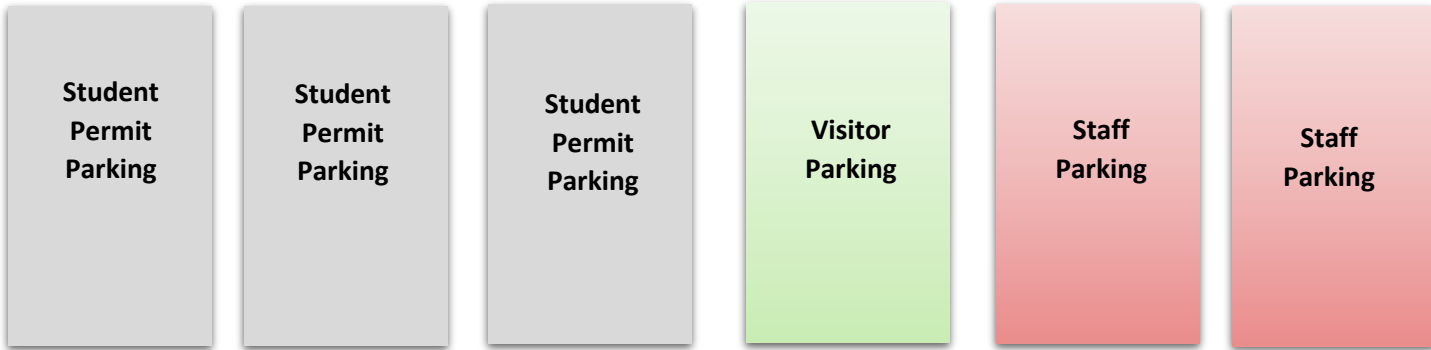 Student
Permit
Parking
Student
Permit
Parking
Student
Permit
Parking
Visitor
Parking
Staff
Parking
Staff
Parking